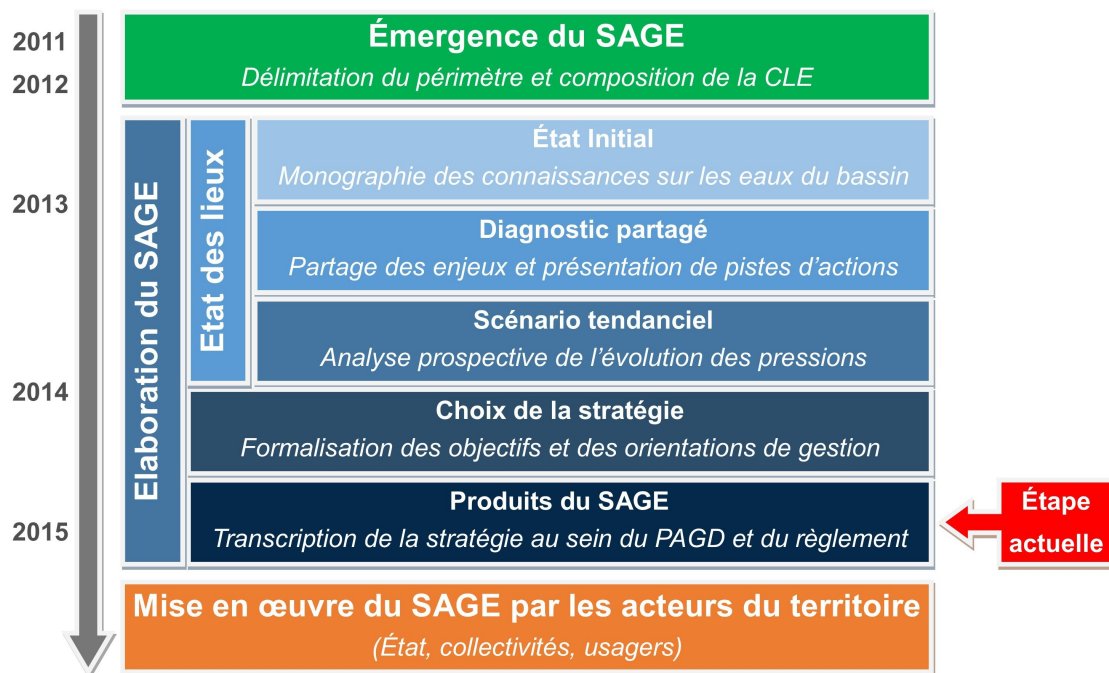 2011
2012
Émergence du SAGE
Délimitation du périmètre et composition de la CLE
Elaboration du SAGE
Etat des lieux
État Initial
Monographie des connaissances sur les eaux du bassin
2013
Diagnostic partagé
Partage des enjeux et présentation de pistes d’actions
Scénario tendanciel
Analyse prospective de l’évolution des pressions
2014
Choix de la stratégie
Formalisation des objectifs et des orientations de gestion
2015
Produits du SAGE
Transcription de la stratégie au sein du PAGD et du règlement
Étape
actuelle
Mise en œuvre du SAGE par les acteurs du territoire
(État, collectivités, usagers)